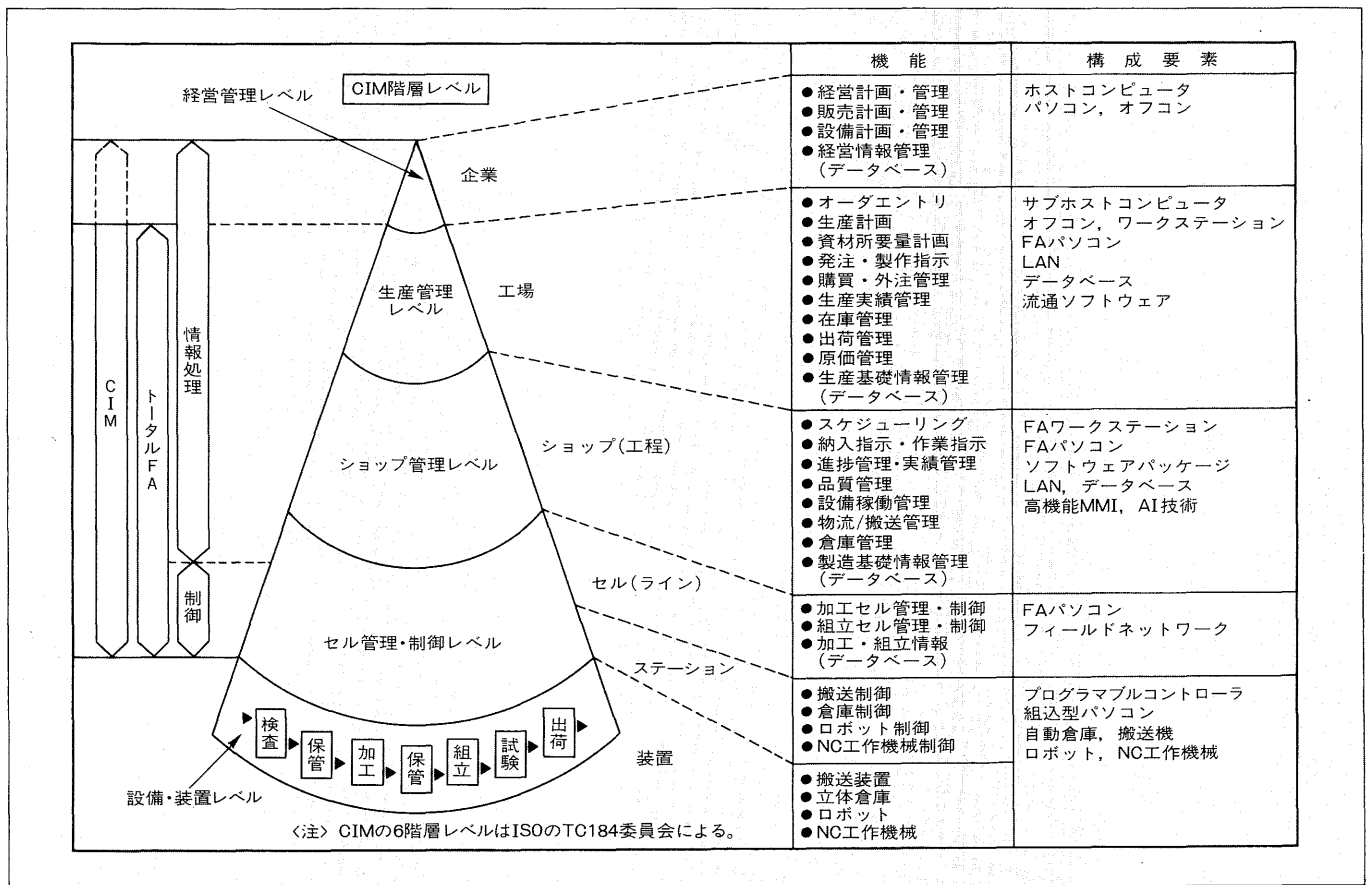 CIM階層レベル
経営管理レベル
企業
生産管理
レベル
工場
ショップ管理レベル
ショップ(工程)
セル(ライン)
セル管理・制御レベル
ステーション
装置
設備・装置レベル
CIM
トータルFA
情報処理
制御
検査
保管
加工
保管
組立
試験
出荷
〈注〉 CIMの6階層レベルはISOのTC184委員会による。
機能
構成要素
●経営計画・管理
●販売計画・管理
●設備計画・管理
●経営情報管理
(データベース)
ホストコンピュータ
パソコン，オフコン
●オーダエントリ
●生産計画
●資材所要量計画
●発注・製作指示
●購買・外注管理
●生産実績管理
●在庫管理
●出荷管理
●原価管理
●生産基礎情報管理
(データベース)
サブホストコンピュータ
オフコン，ワークステーション
FAパソコン
LAN
データベース
流通ソフトウェア
●スケジューリング
●納入指示・作業指示
●進捗管理・実績管理
●品質管理
●設備稼働管理
●物流/搬送管理
●倉庫管理
●製造基礎情報管理
(データベース)
FAワークステーション
FAパソコン
ソフトウェアパッケージ
LAN，データベース
高機能MMI，AI技術
●加工セル管理・制御
●組立セル管理・制御
●加工・組立情報
(データベース)
FAパソコン
フィールドネットワーク
●搬送制御
●倉庫制御
●ロボット制御
●NC工作機械制御
プログラマブルコントローラ
組込型パソコン
自動倉庫，搬送機
ロボット，NC工作機械
●搬送装置
●立体倉庫
●ロボット
●NC工作機械